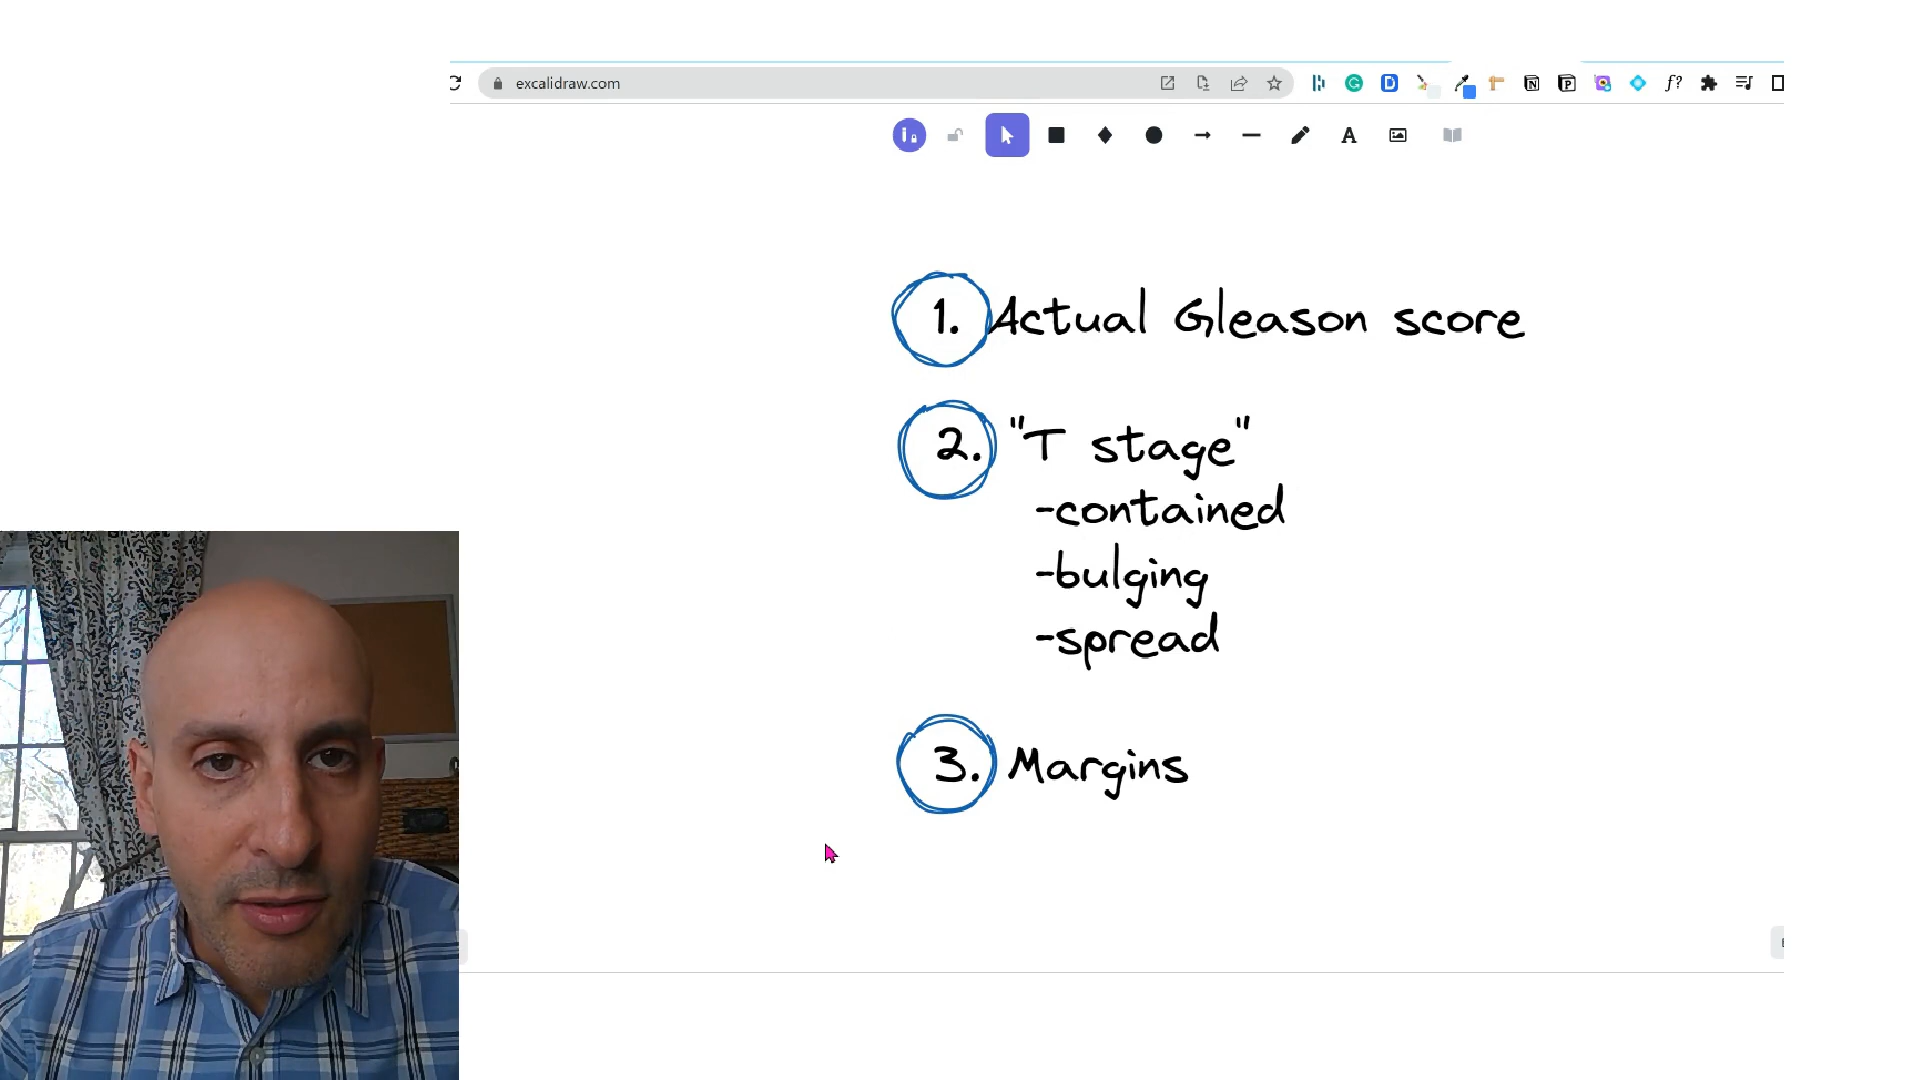 excalidraw.com
A
1. Actual Gleason score
2. "T stage"
-contained
-bulging
-spread
3. Margins